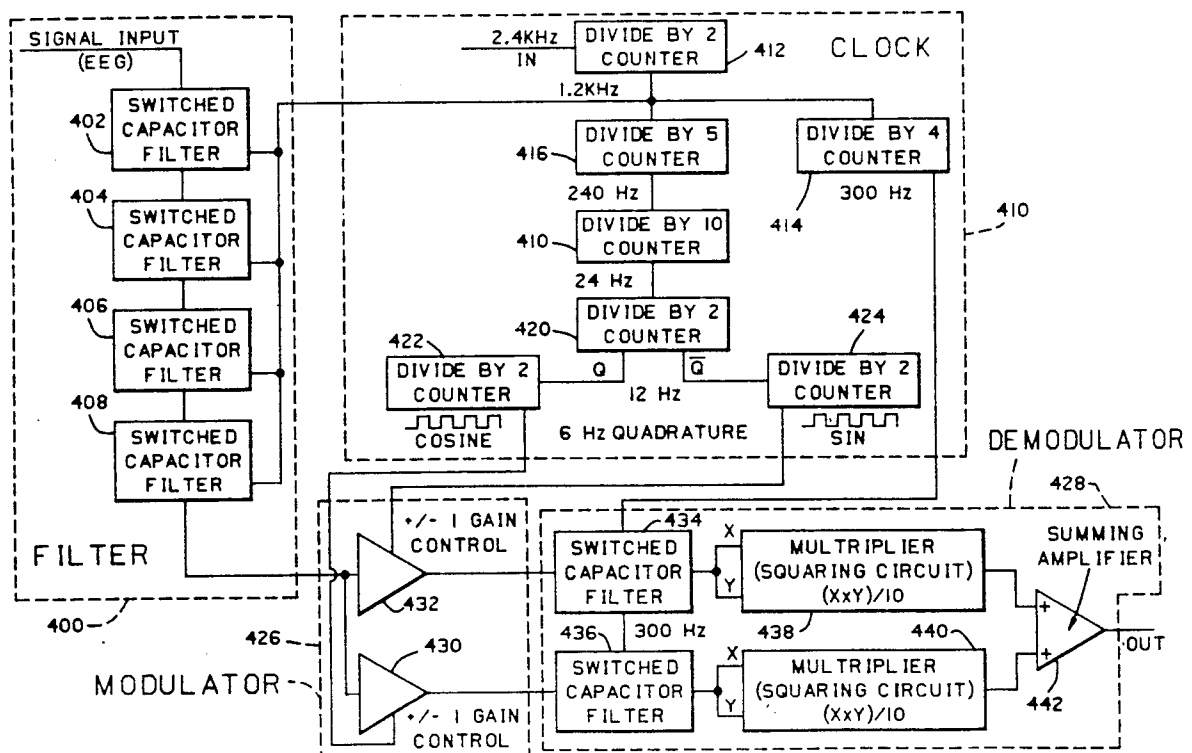 SIGNAL INPUT
(EEG)
SWITCHED
CAPACITOR
FILTER
402
SWITCHED
CAPACITOR
FILTER
404
SWITCHED
CAPACITOR
FILTER
406
SWITCHED
CAPACITOR
FILTER
408
FILTER
400
CLOCK
2.4KHz
IN
DIVIDE BY 2
COUNTER
412
1.2KHz
DIVIDE BY 5
COUNTER
416
DIVIDE BY 4
COUNTER
414
300 Hz
240 Hz
410
DIVIDE BY 10
COUNTER
410
24 Hz
DIVIDE BY 2
COUNTER
420
Q
Q̅
12 Hz
422
DIVIDE BY 2
COUNTER
COSINE
424
DIVIDE BY 2
COUNTER
SIN
6 Hz QUADRATURE
DEMODULATOR
428
+/- 1 GAIN
CONTROL
432
430
+/- 1 GAIN
CONTROL
426
MODULATOR
434
SWITCHED
CAPACITOR
FILTER
300 Hz
436
SWITCHED
CAPACITOR
FILTER
X
Y
MULTIPLIER
(SQUARING CIRCUIT)
(XxY)/10
438
X
Y
440
MULTIPLIER
(SQUARING CIRCUIT)
(XxY)/10
SUMMING
AMPLIFIER
+
+
OUT
442